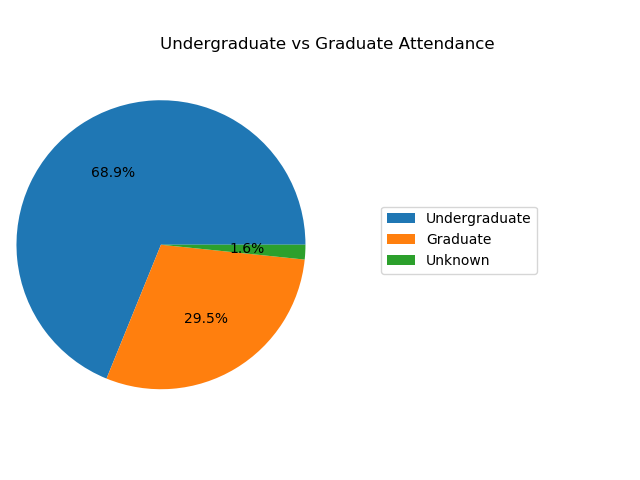 Undergraduate vs Graduate Attendance
68.9%
1.6%
29.5%
Undergraduate
Graduate
Unknown